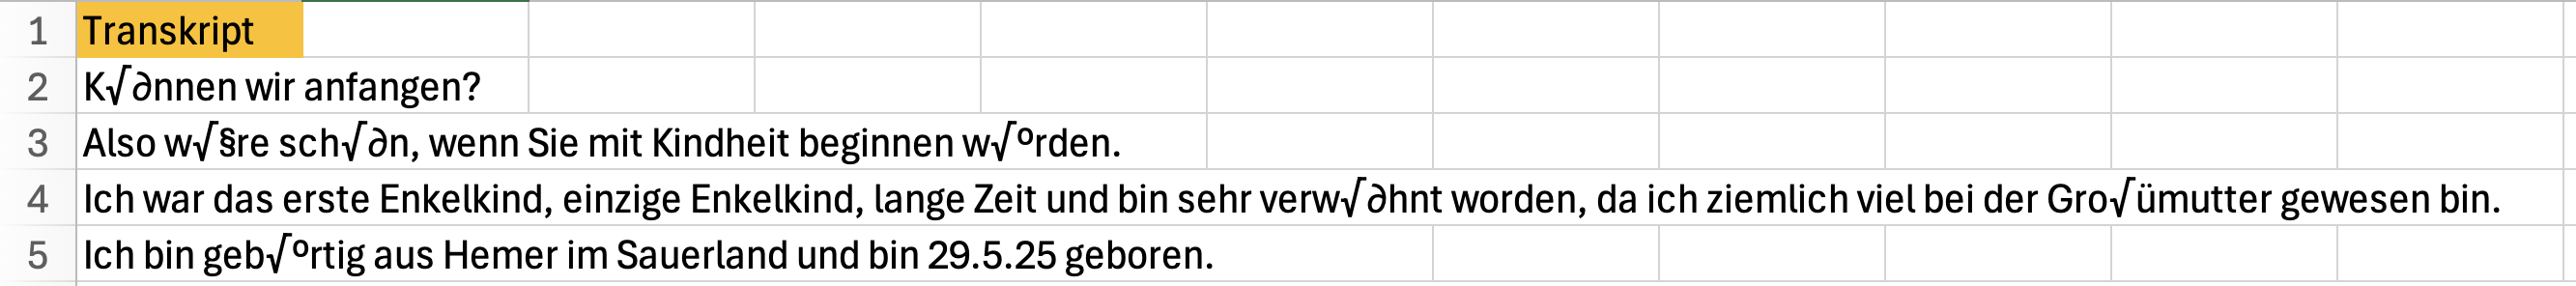 1 Transkript
2 K√∂nnen wir anfangen?
3 Also w√§re sch√∂n, wenn Sie mit Kindheit beginnen w√ºrden.
4 Ich war das erste Enkelkind, einzige Enkelkind, lange Zeit und bin sehr verw√∂hnt worden, da ich ziemlich viel bei der Gro√ümutter gewesen bin.
5 Ich bin geb√ºrtig aus Hemer im Sauerland und bin 29.5.25 geboren.